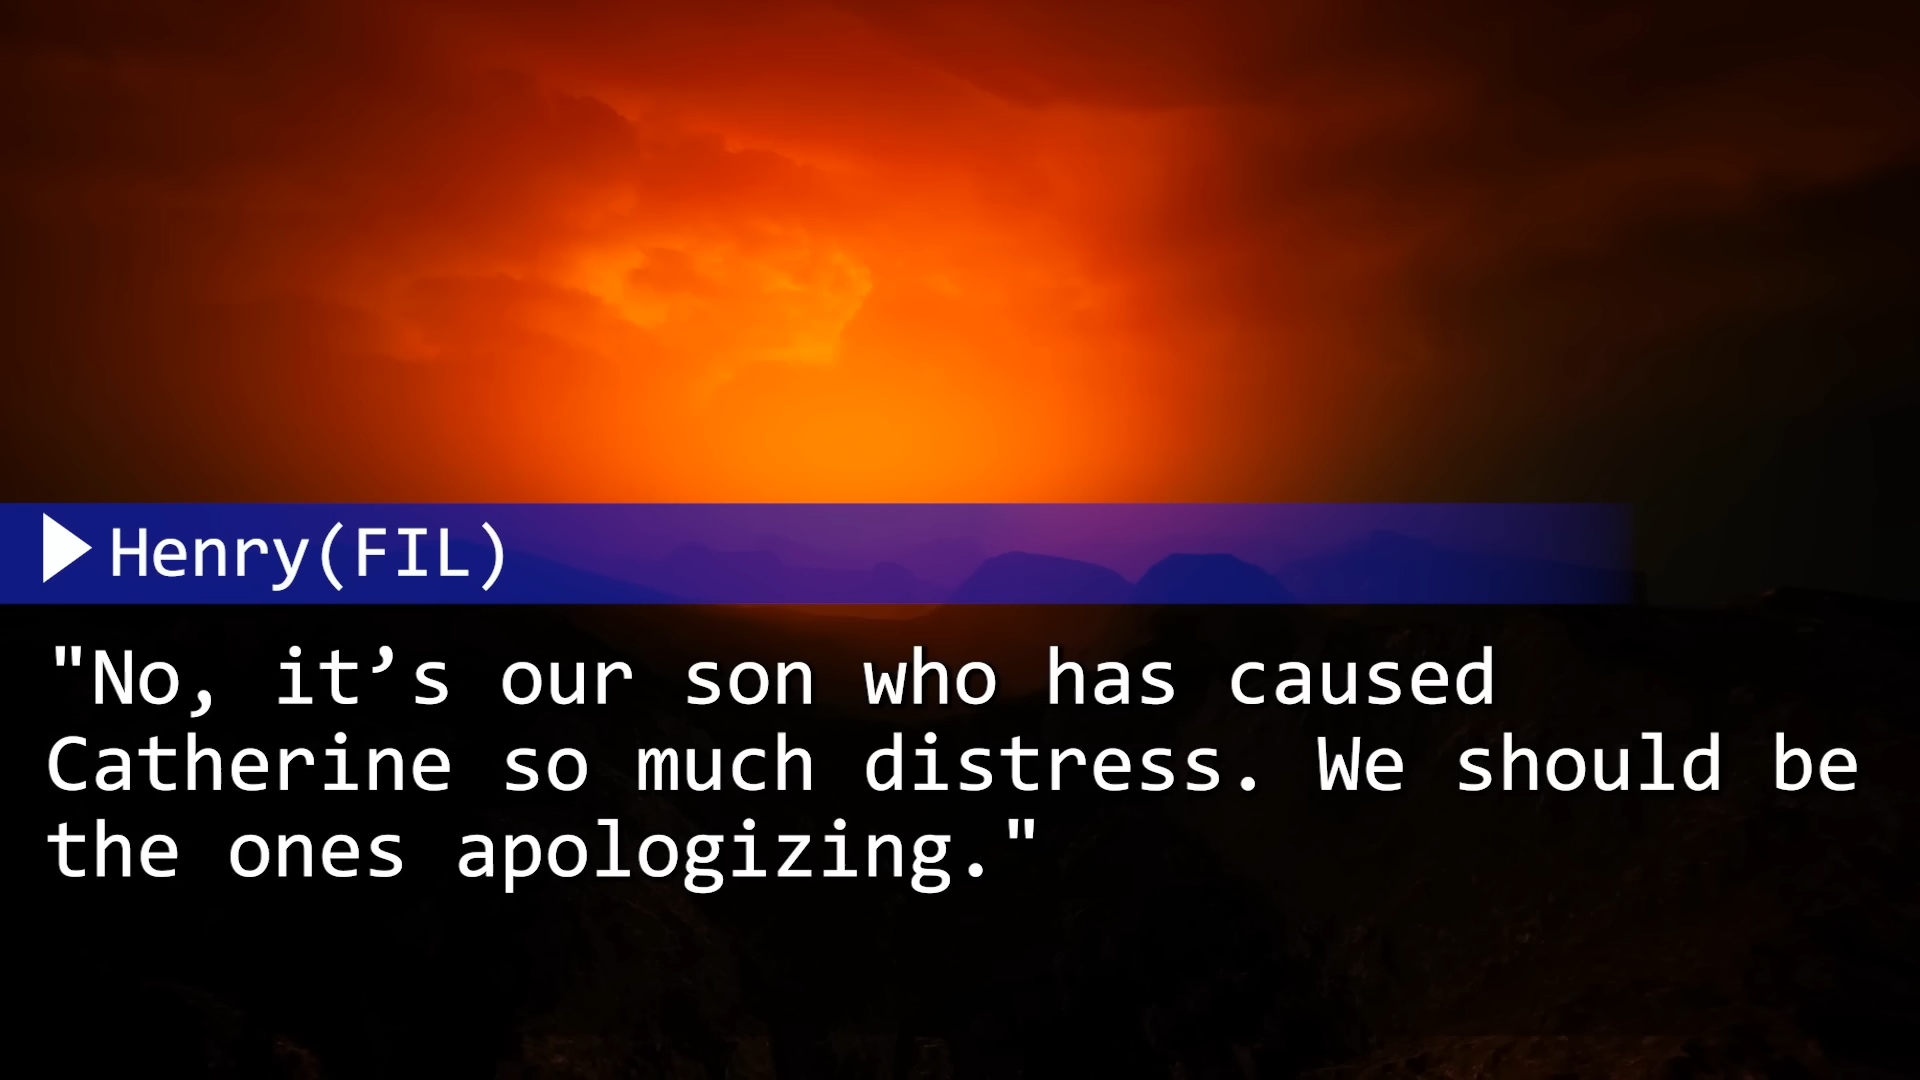 Henry(FIL)
"No, it’s our son who has caused
Catherine so much distress. We should be
the ones apologizing."